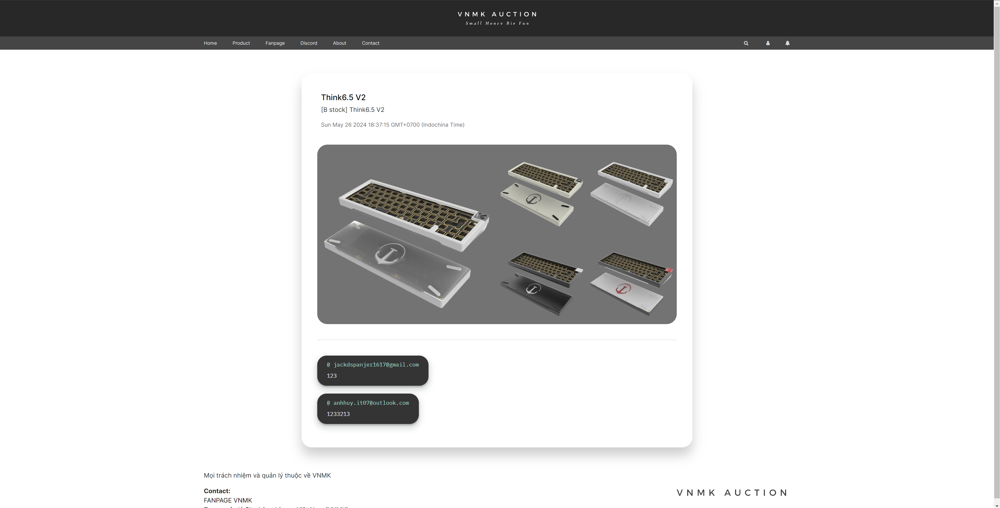 VNMK AUCTION
Small Money Big Fun
Home Product Fanpage Discord About Contact
Think6.5 V2
[B stock] Think6.5 V2
Sun May 26 2024 18:37:15 GMT+0700 (Indochina Time)
@ jackdspanjer1617@gmail.com
123
@ anhhuy.it07@outlook.com
1233213
Mọi trách nhiệm và quản lý thuộc về VNMK
Contact:
VNMK AUCTION
FANPAGE VNMK